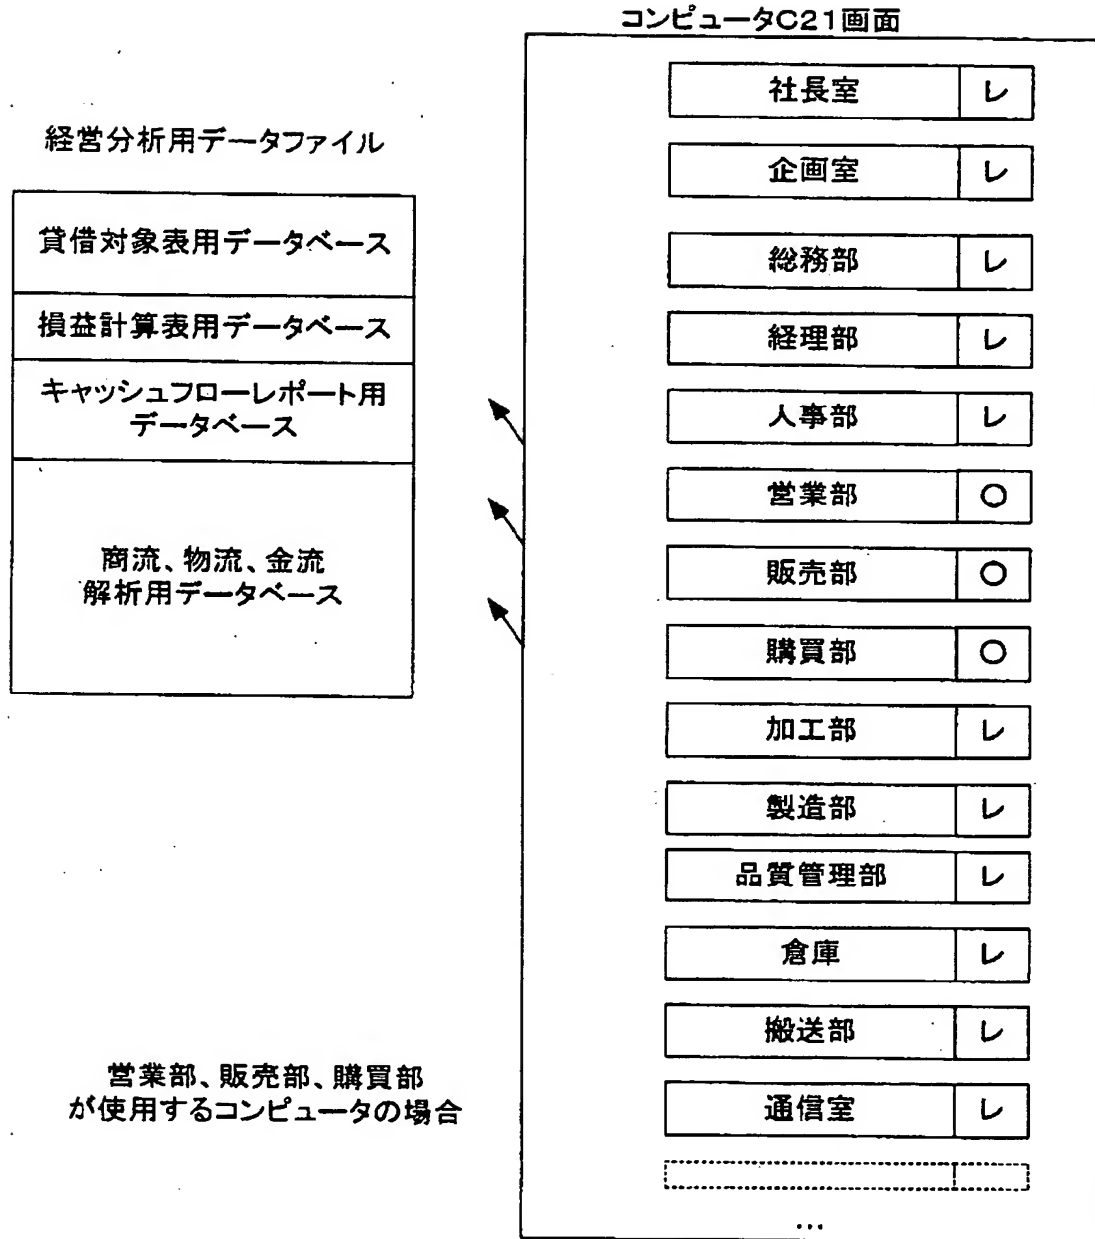 コンピュータC21画面
経営分析用データファイル
貸借対象表用データベース
損益計算表用データベース
キャッシュフローレポート用
データベース
商流、物流、金流
解析用データベース
営業部、販売部、購買部
が使用するコンピュータの場合
社長室 レ
企画室 レ
総務部 レ
経理部 レ
人事部 レ
営業部 ○
販売部 ○
購買部 ○
加工部 レ
製造部 レ
品質管理部 レ
倉庫 レ
搬送部 レ
通信室 レ
…